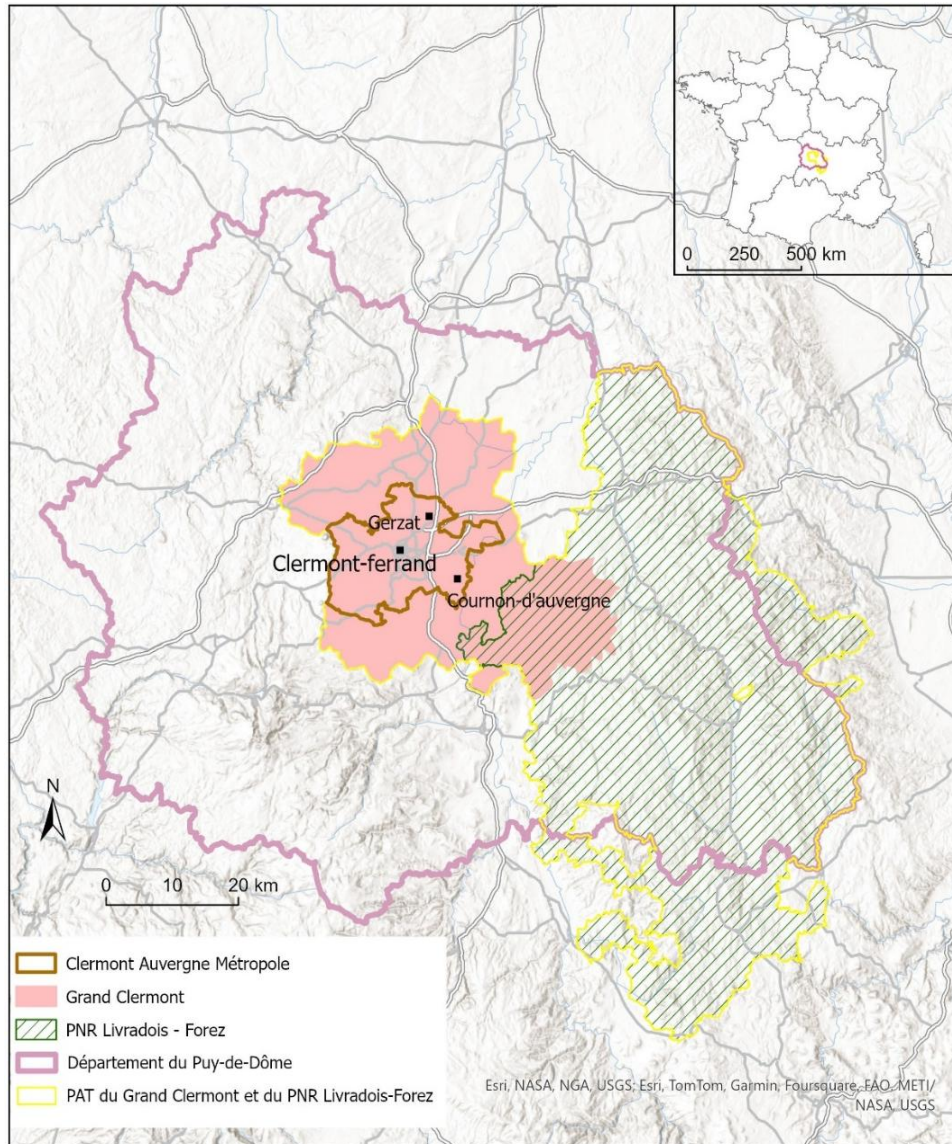 0 250 500 km
Gerzat
Clermont-ferrand
Cournon-d'auvergne
N
0 10 20 km
Clermont Auvergne Métropole
Grand Clermont
PNR Livradois - Forez
Département du Puy-de-Dôme
PAT du Grand Clermont et du PNR Livradois-Forez
Esri, NASA, NGA, USGS; Esri, TomTom, Garmin, Foursquare, FAO, METI/
NASA, USGS